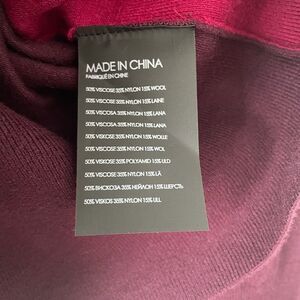 MADE IN CHINA
FABRIQUÉ EN CHINE
50% VISCOSE 35% NYLON 15% WOOL
50% VISCOSE 35% NYLON 15% LAINE
50% VISCOSA 35% NYLON 15% LANA
50% VISCOSA 35% NYLON 15% LANA
50% VISKOSE 35% NYLON 15% WOLLE
50% VISCOSE 35% NYLON 15% WOL
50% VISKOSE 35% POLYAMID 15% ULD
50% VISCOSE 35% NYLON 15% LÃ
50% ВИСКОЗА 35% НЕЙЛОН 15% ШЕРСТЬ
50% VISKOS 35% NYLON 15% ULL